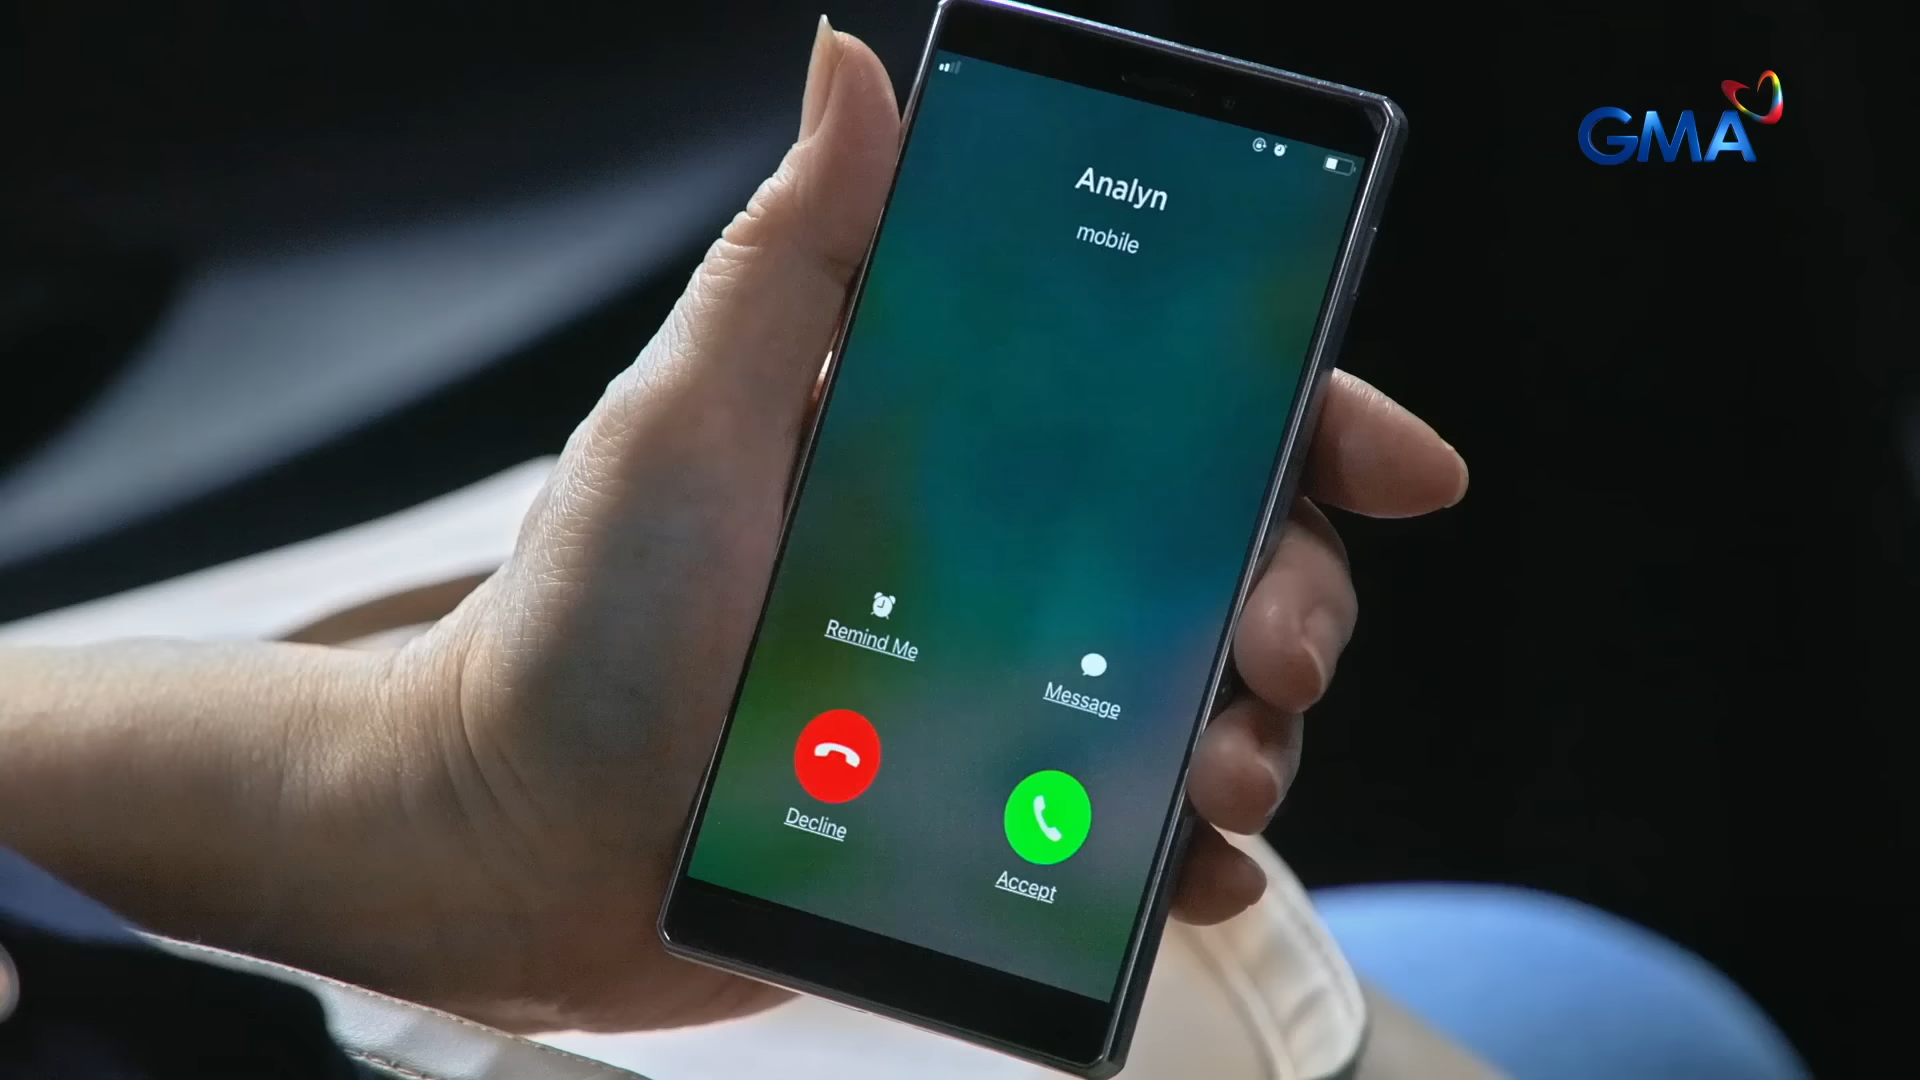 GMA
Analyn
mobile
Remind Me
Message
Decline
Accept